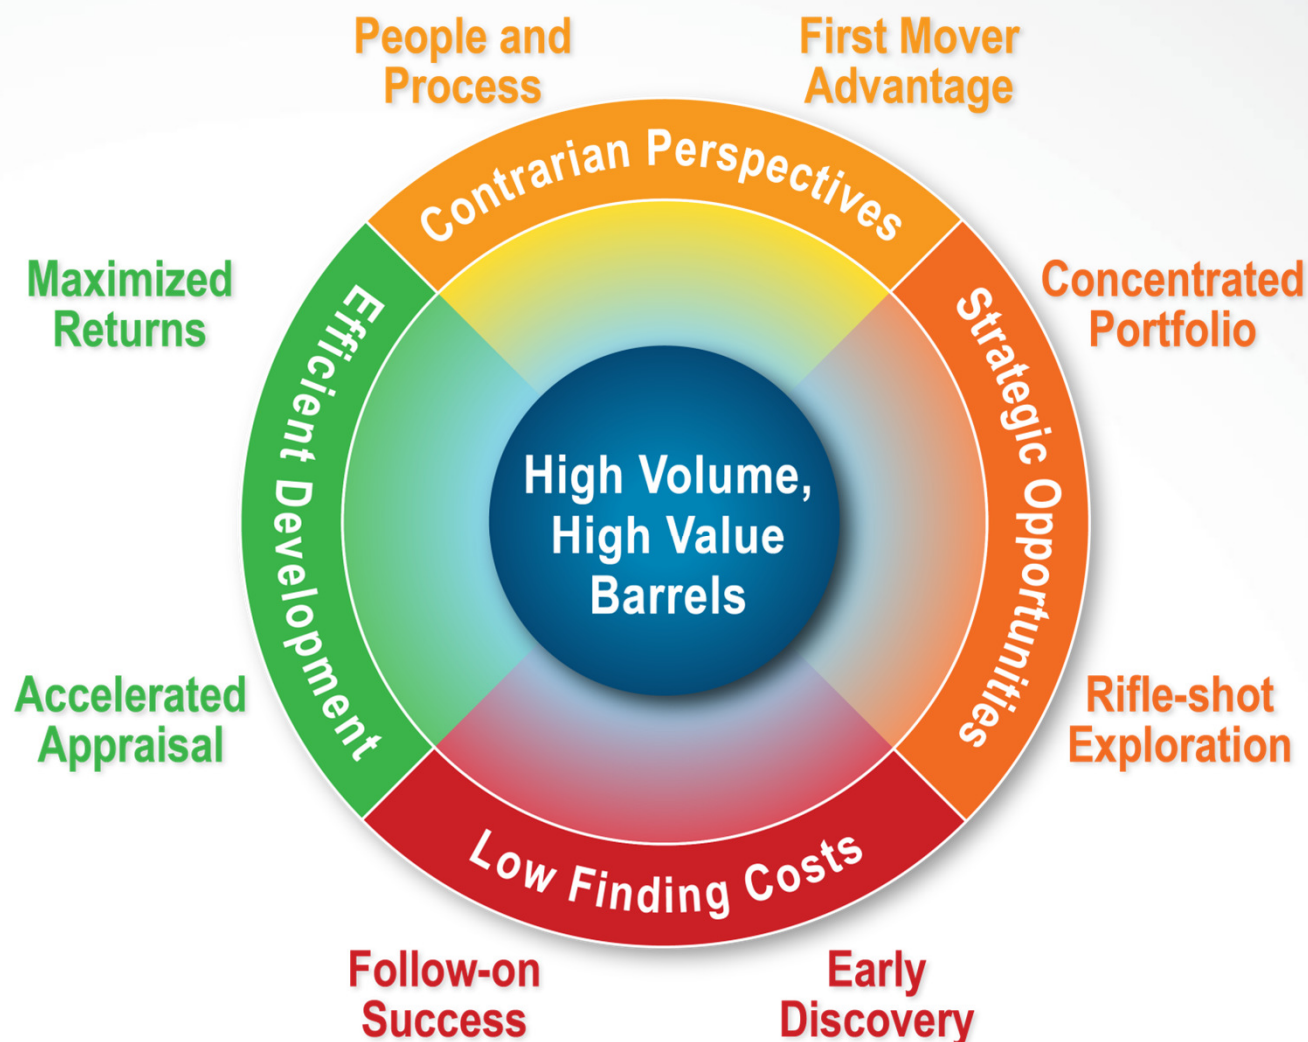 People and
Process
First Mover
Advantage
Contrarian Perspectives
Maximized
Returns
Concentrated
Portfolio
Efficient Development
Strategic Opportunities
High Volume,
High Value
Barrels
Accelerated
Appraisal
Rifle-shot
Exploration
Low Finding Costs
Follow-on
Success
Early
Discovery